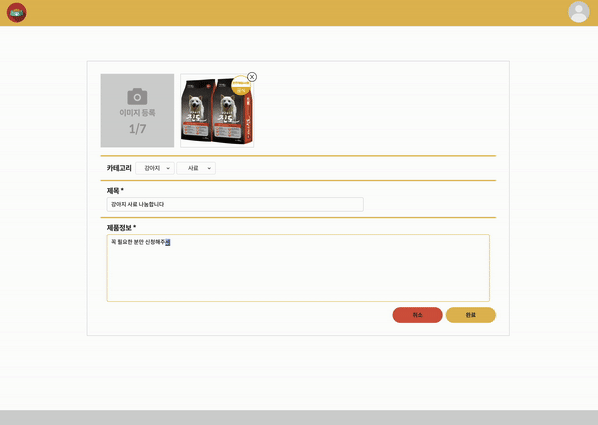 이미지 등록
1/7
진도
카테고리 강아지 사료
제목 *
강아지 사료 나눔합니다
제품정보 *
꼭 필요한 분만 신청해주세
취소 완료